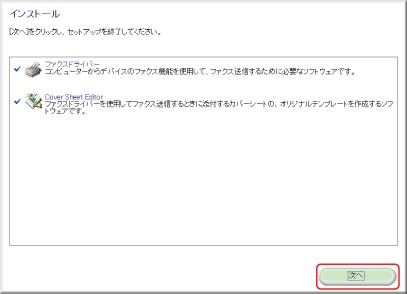 インストール
[次へ]をクリックし、セットアップを終了してください。
ファクスドライバー
コンピューターからデバイスのファクス機能を使用して、ファクス送信するために必要なソフトウェアです。
Cover Sheet Editor
ファクスドライバーを使用してファクス送信するときに添付するカバーシートの、オリジナルテンプレートを作成するソ
フトウェアです。
次へ